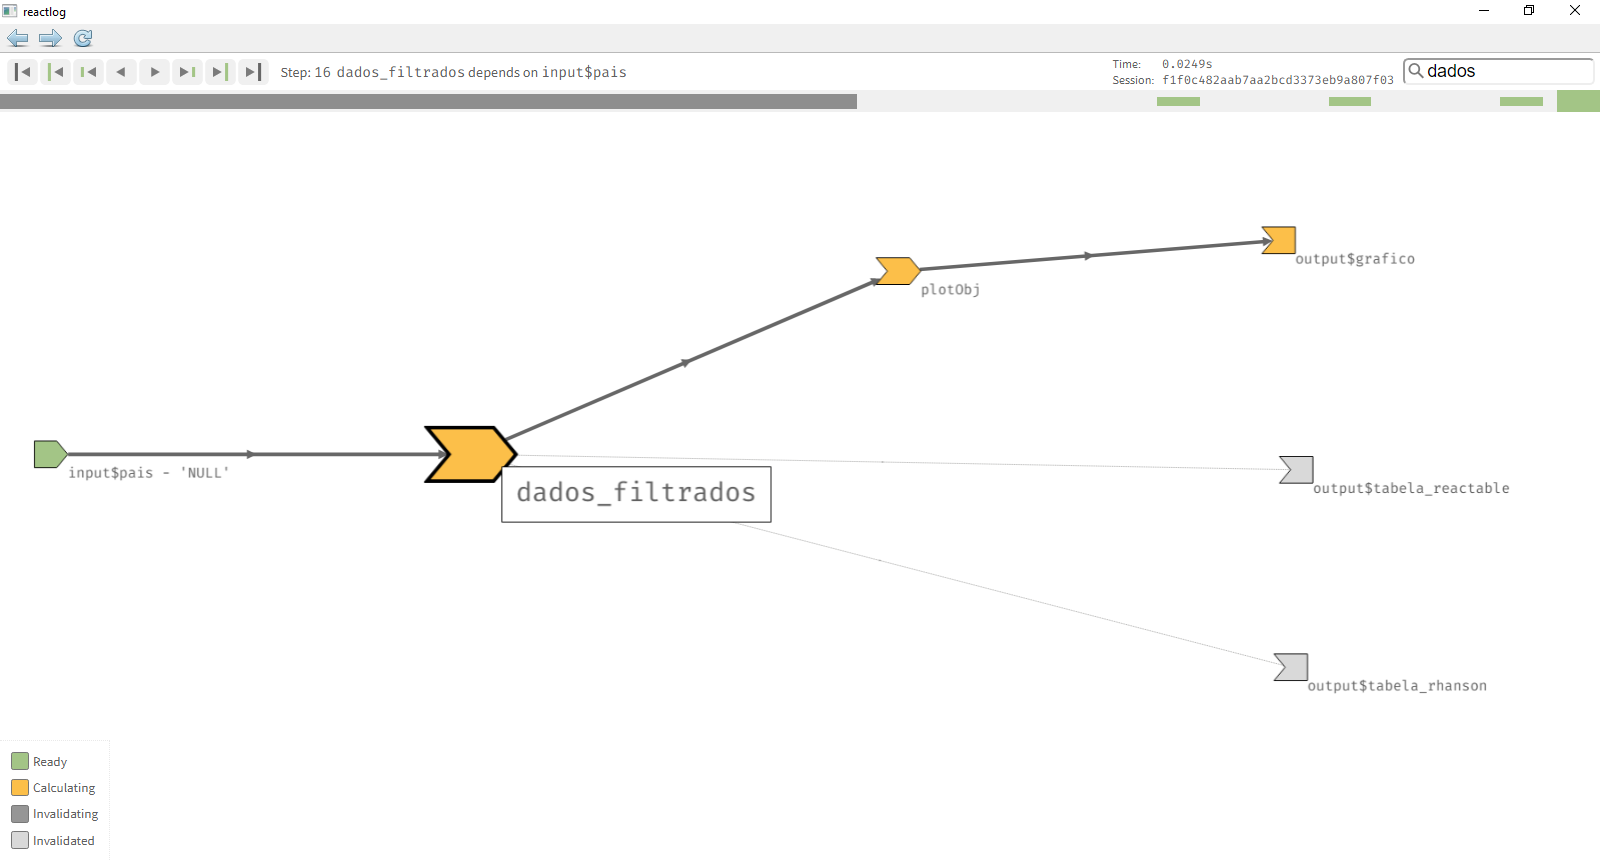 reactlog
Step: 16 dados_filtrados depends on input$pais
Time: 0.0249s
Session: f1f0c482aab7aa2bcd3373eb9a807f03
dados
output$grafico
plotObj
input$pais - 'NULL'
dados_filtrados
output$tabela_reactable
output$tabela_rhanson
Ready
Calculating
Invalidating
Invalidated